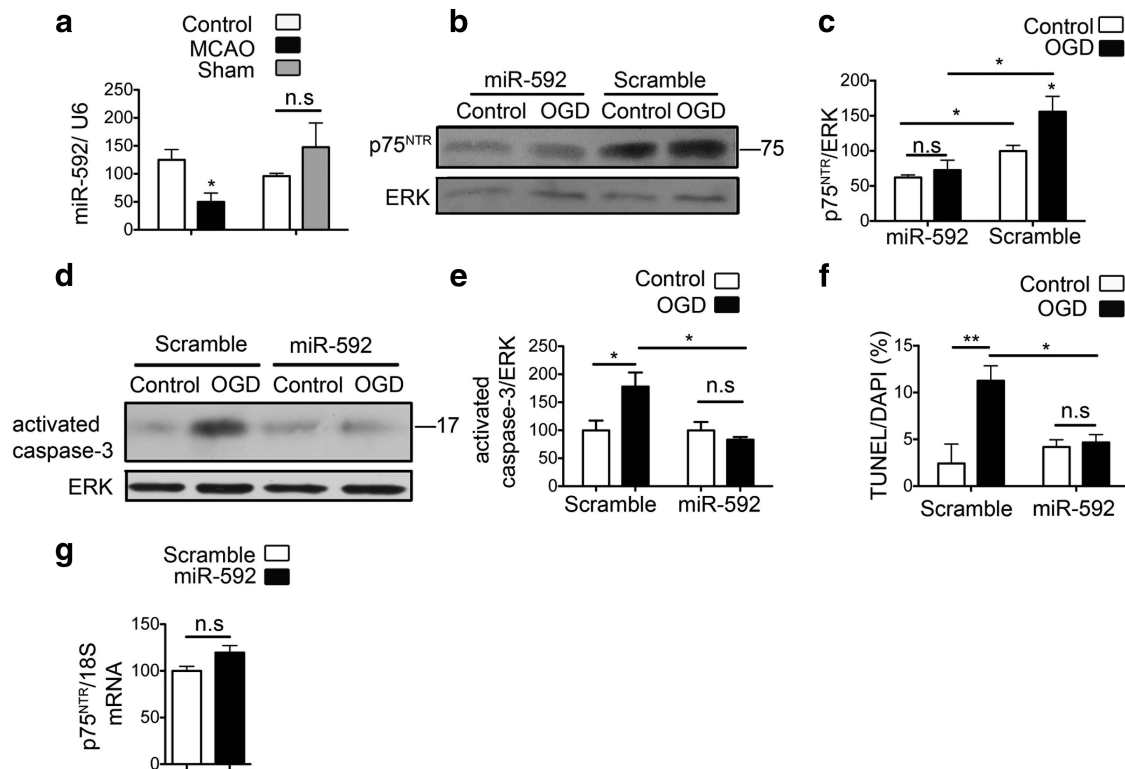 a
Control
MCAO
Sham
miR-592/ U6
250
200
150
100
50
0
*
n.s
b
miR-592 Scramble
Control OGD Control OGD
p75NTR
—75
ERK
c
Control
OGD
p75NTR/ERK
200
150
100
50
0
n.s
*
*
*
miR-592 Scramble
d
Scramble miR-592
Control OGD Control OGD
activated
caspase-3
—17
ERK
e
Control
OGD
activated
caspase-3/ERK
250
200
150
100
50
0
*
*
n.s
Scramble miR-592
f
Control
OGD
TUNEL/DAPI (%)
15
10
5
0
**
*
n.s
Scramble miR-592
g
Scramble
miR-592
p75NTR/18S
mRNA
150
100
50
0
n.s